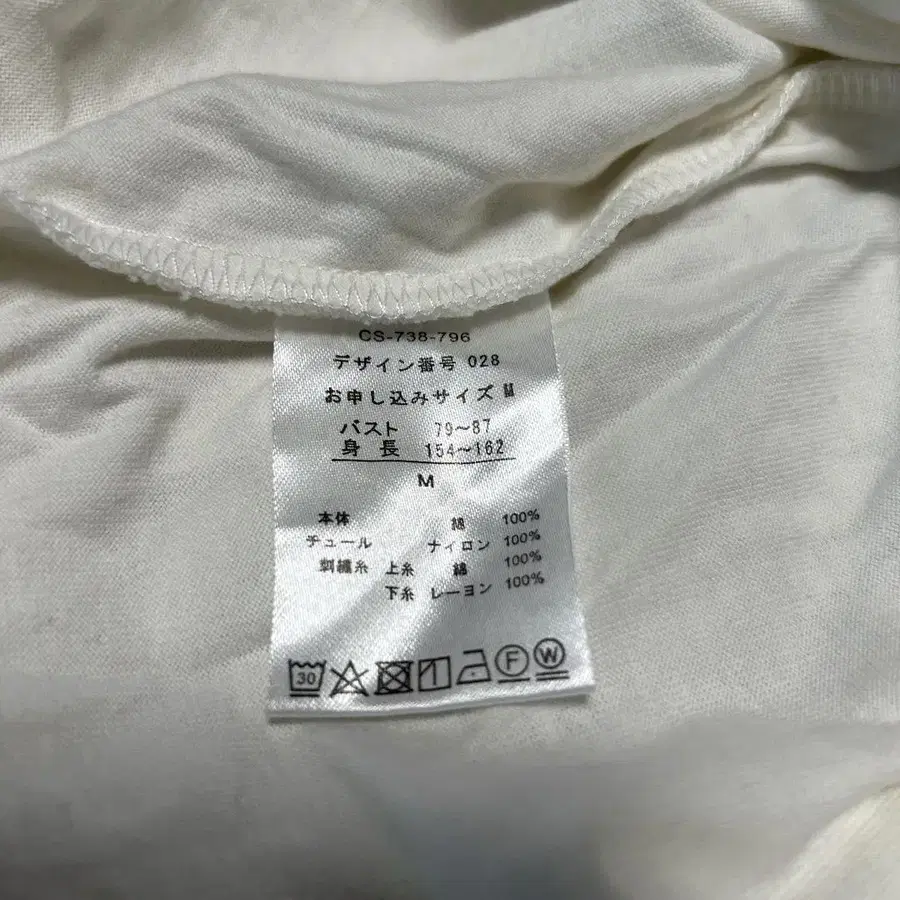 CS-738-796
デザイン番号 028
お申し込みサイズ M
バスト 79～87
身長 154～162
M
本体 綿 100%
チュール ナイロン 100%
刺繍糸 上糸 綿 100%
下糸 レーヨン 100%
30 F W